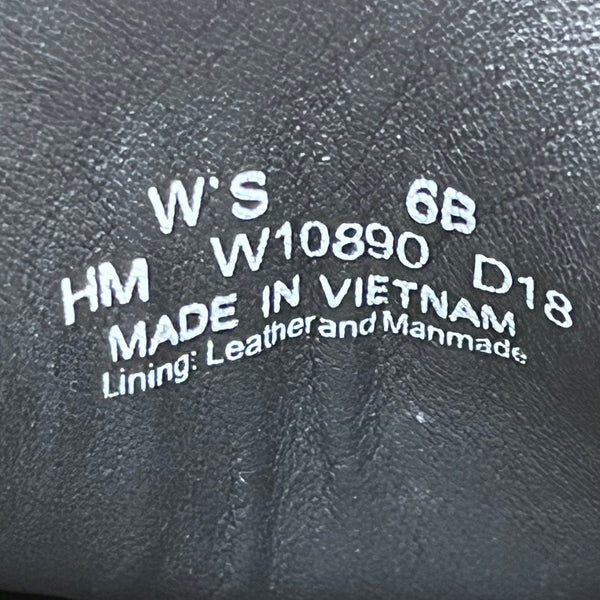 W'S 6B
HM W10890 D18
MADE IN VIETNAM
Lining: Leather and Manmade